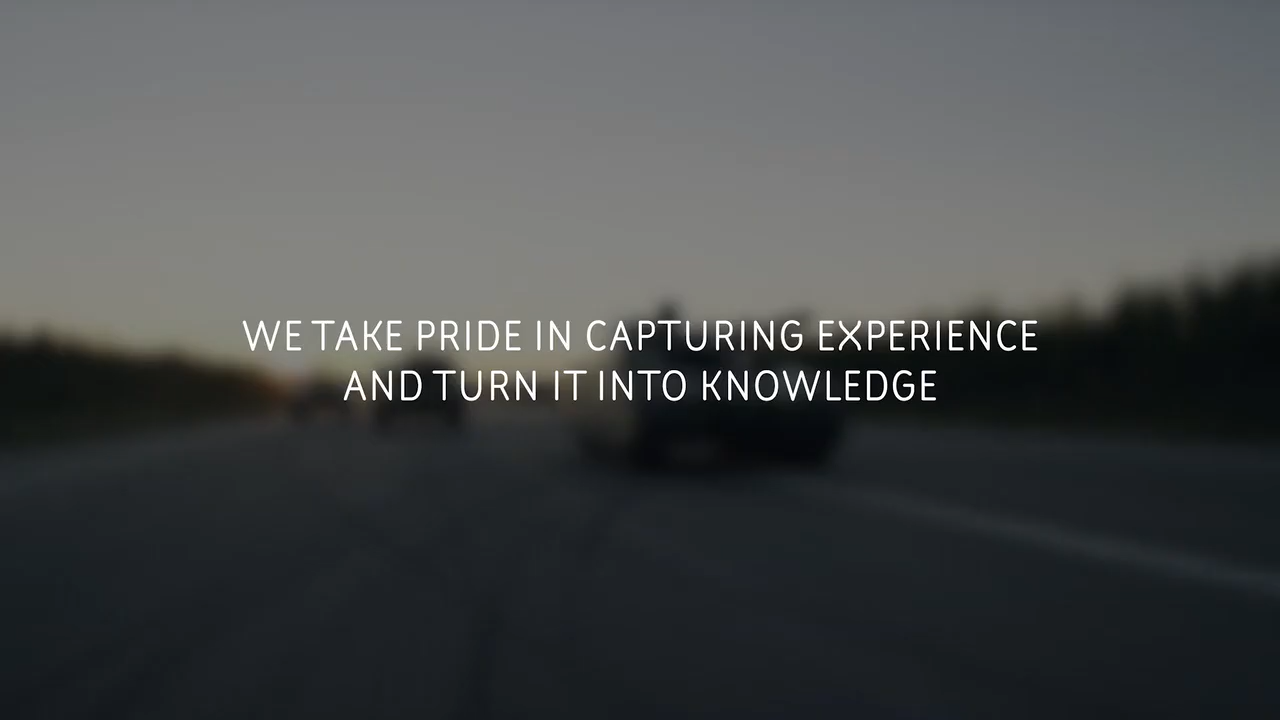 WE TAKE PRIDE IN CAPTURING EXPERIENCE
AND TURN IT INTO KNOWLEDGE